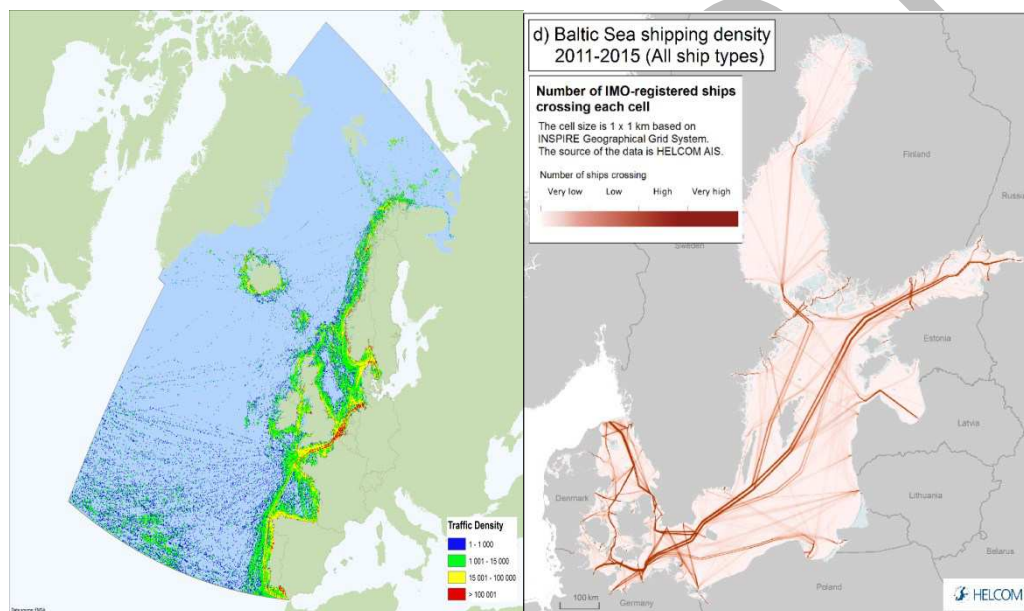 Traffic Density
1 - 1 000
1 001 - 15 000
15 001 - 100 000
> 100 001
d) Baltic Sea shipping density
2011-2015 (All ship types)
Number of IMO-registered ships
crossing each cell
The cell size is 1 x 1 km based on
INSPIRE Geographical Grid System.
The source of the data is HELCOM AIS.
Number of ships crossing
Very low Low High Very high
Finland
Russia
Sweden
Estonia
Latvia
Denmark
Lithuania
Belarus
Poland
Germany
100 km
HELCOM